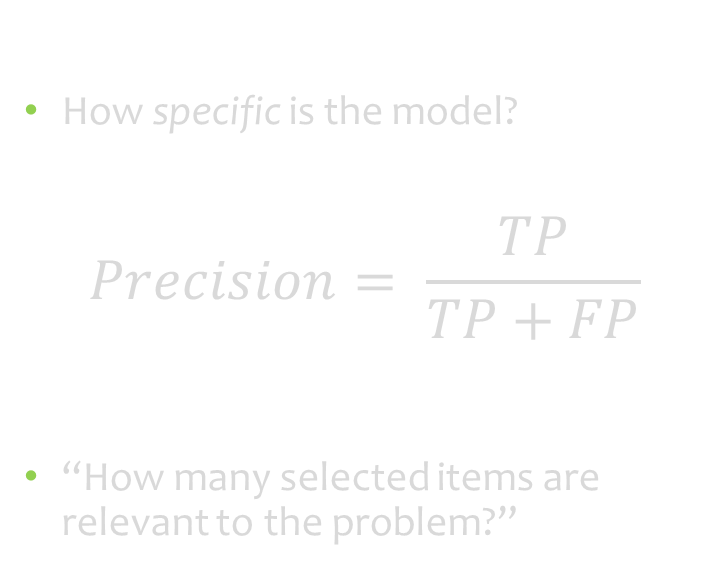 • How specific is the model?
Precision = TP / TP + FP
• “How many selected items are
relevant to the problem?”